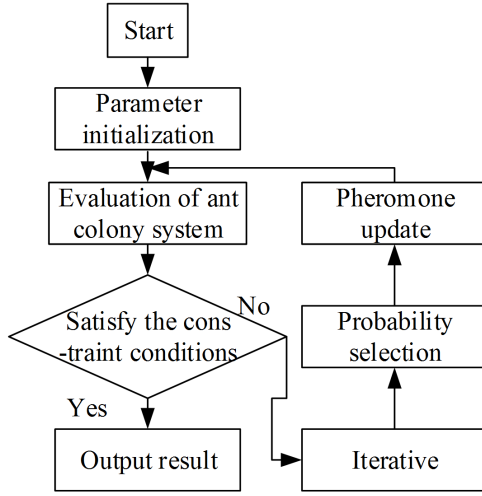 Start
Parameter
initialization
Evaluation of ant
colony system
Satisfy the cons
-traint conditions
No
Yes
Output result
Iterative
Probability
selection
Pheromone
update